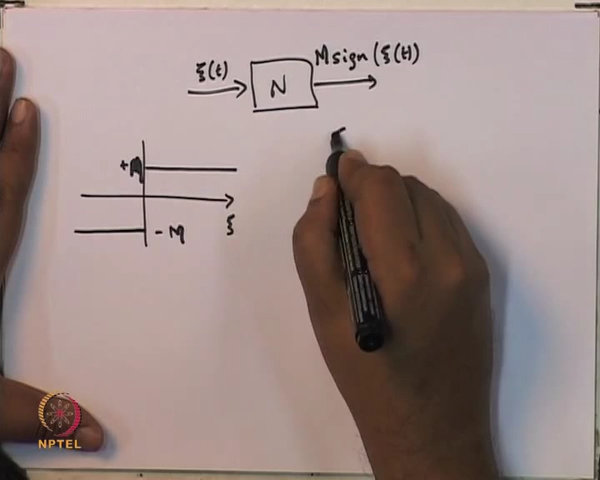 ξ(t) N M sign (ξ(t))
+M
ξ
- M
NPTEL